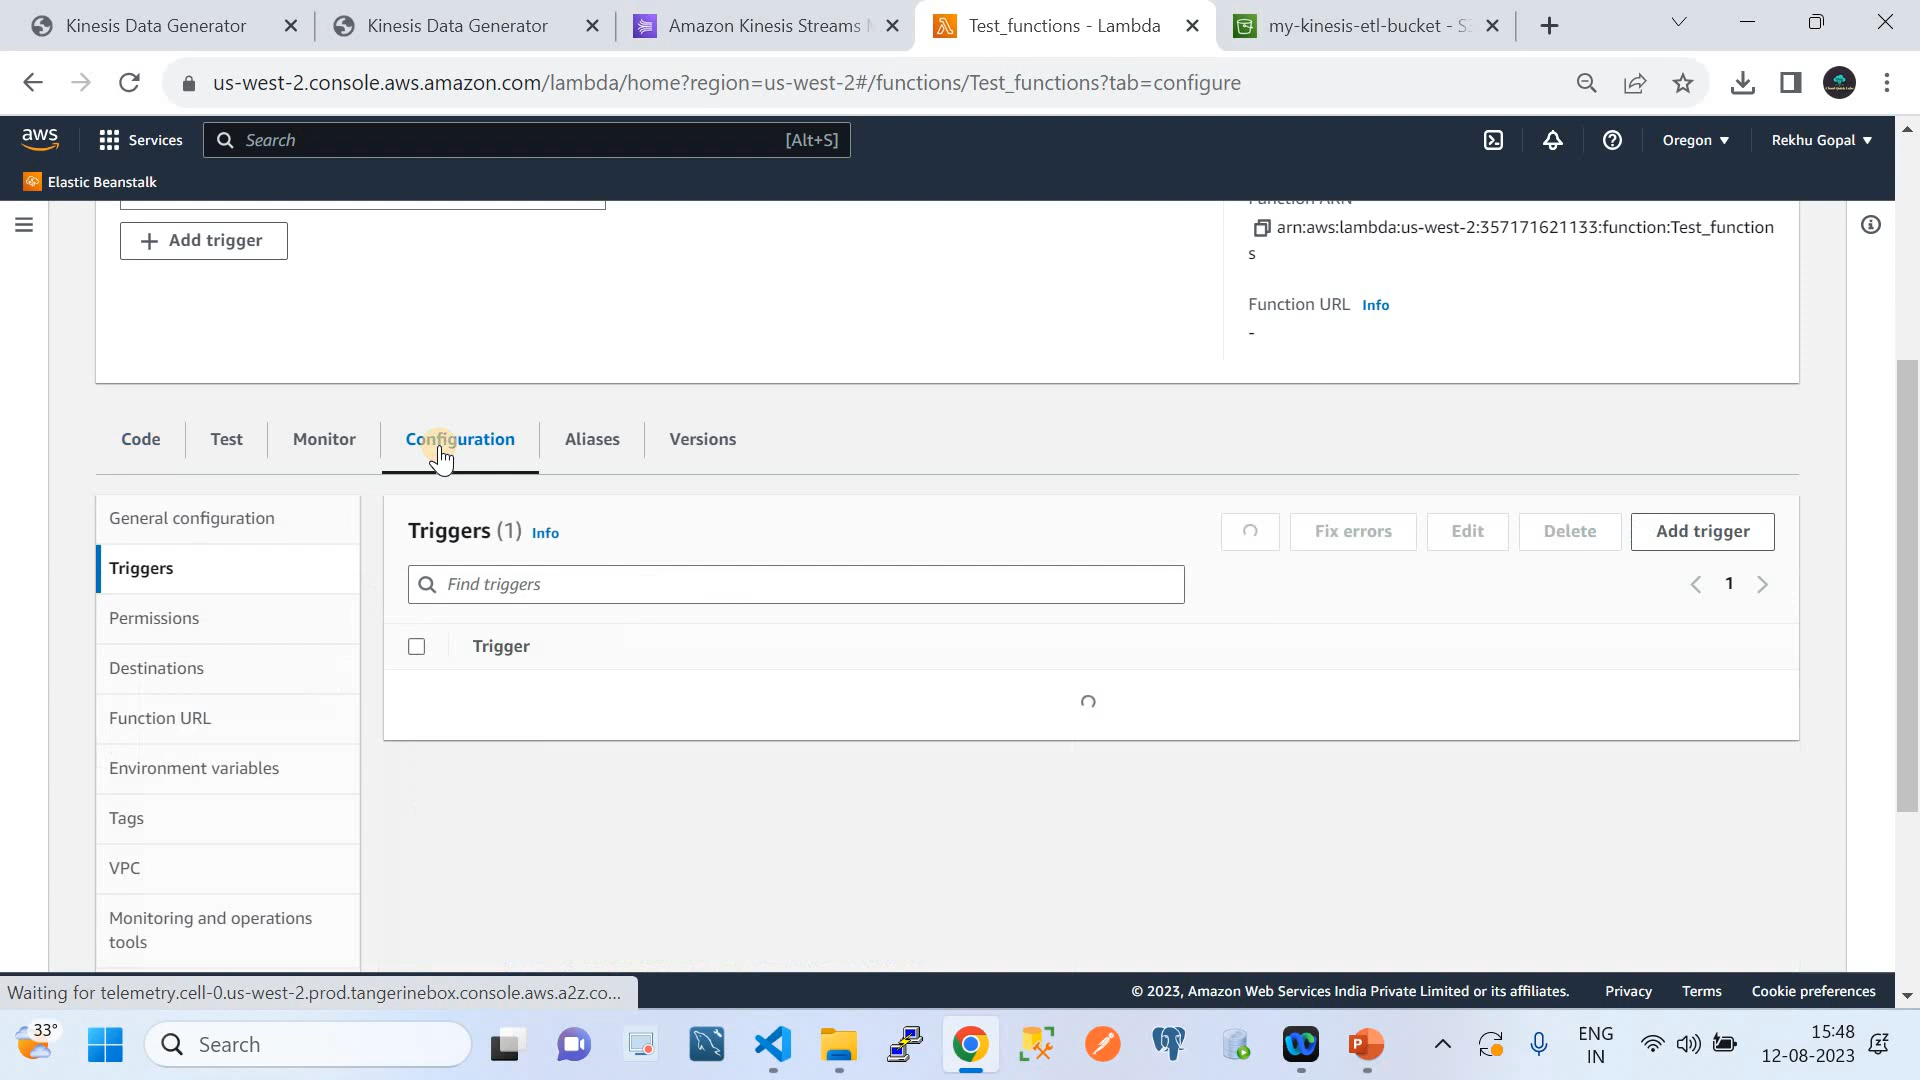 Kinesis Data Generator
Kinesis Data Generator
Amazon Kinesis Streams
Test_functions - Lambda
my-kinesis-etl-bucket - S
us-west-2.console.aws.amazon.com/lambda/home?region=us-west-2#/functions/Test_functions?tab=configure
aws
Services
Search
[Alt+S]
Oregon
Rekhu Gopal
Elastic Beanstalk
Add trigger
Function ARN
arn:aws:lambda:us-west-2:357171621133:function:Test_function
s
Function URL Info
-
Code
Test
Monitor
Configuration
Aliases
Versions
General configuration
Triggers
Permissions
Destinations
Function URL
Environment variables
Tags
VPC
Monitoring and operations
tools
Triggers (1) Info
Fix errors
Edit
Delete
Add trigger
Find triggers
1
Trigger
Waiting for telemetry.cell-0.us-west-2.prod.tangerinebox.console.aws.a2z.co...
© 2023, Amazon Web Services India Private Limited or its affiliates.
Privacy
Terms
Cookie preferences
33°
Search
ENG
IN
15:48
12-08-2023